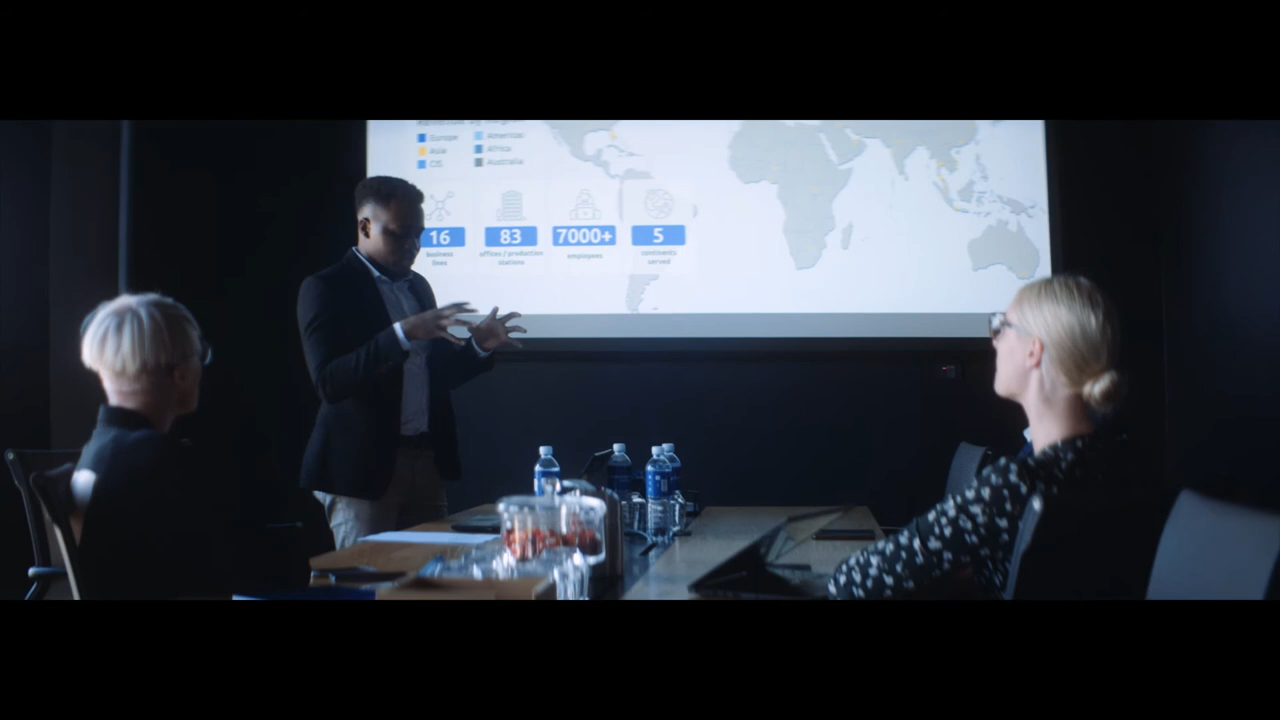 Europe
Americas
Asia
Africa
CIS
Australia
16
83
7000+
5
business
lines
offices / production
stations
employees
continents
served